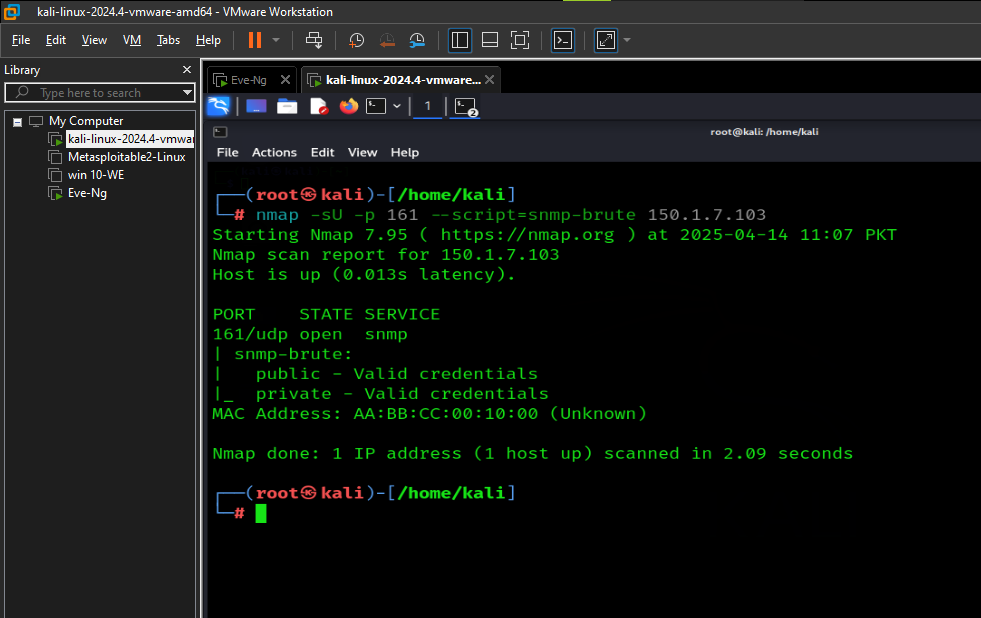 kali-linux-2024.4-vmware-amd64 - VMware Workstation
File Edit View VM Tabs Help
Library
Type here to search
My Computer
kali-linux-2024.4-vmwar
Metasploitable2-Linux
win 10-WE
Eve-Ng
Eve-Ng
kali-linux-2024.4-vmware...
1
2
root@kali: /home/kali
File Actions Edit View Help
┌──(root㉿kali)-[/home/kali]
└─# nmap -sU -p 161 --script=snmp-brute 150.1.7.103
Starting Nmap 7.95 ( https://nmap.org ) at 2025-04-14 11:07 PKT
Nmap scan report for 150.1.7.103
Host is up (0.013s latency).
PORT    STATE SERVICE
161/udp open  snmp
| snmp-brute:
|   public - Valid credentials
|_  private - Valid credentials
MAC Address: AA:BB:CC:00:10:00 (Unknown)
Nmap done: 1 IP address (1 host up) scanned in 2.09 seconds
┌──(root㉿kali)-[/home/kali]
└─#